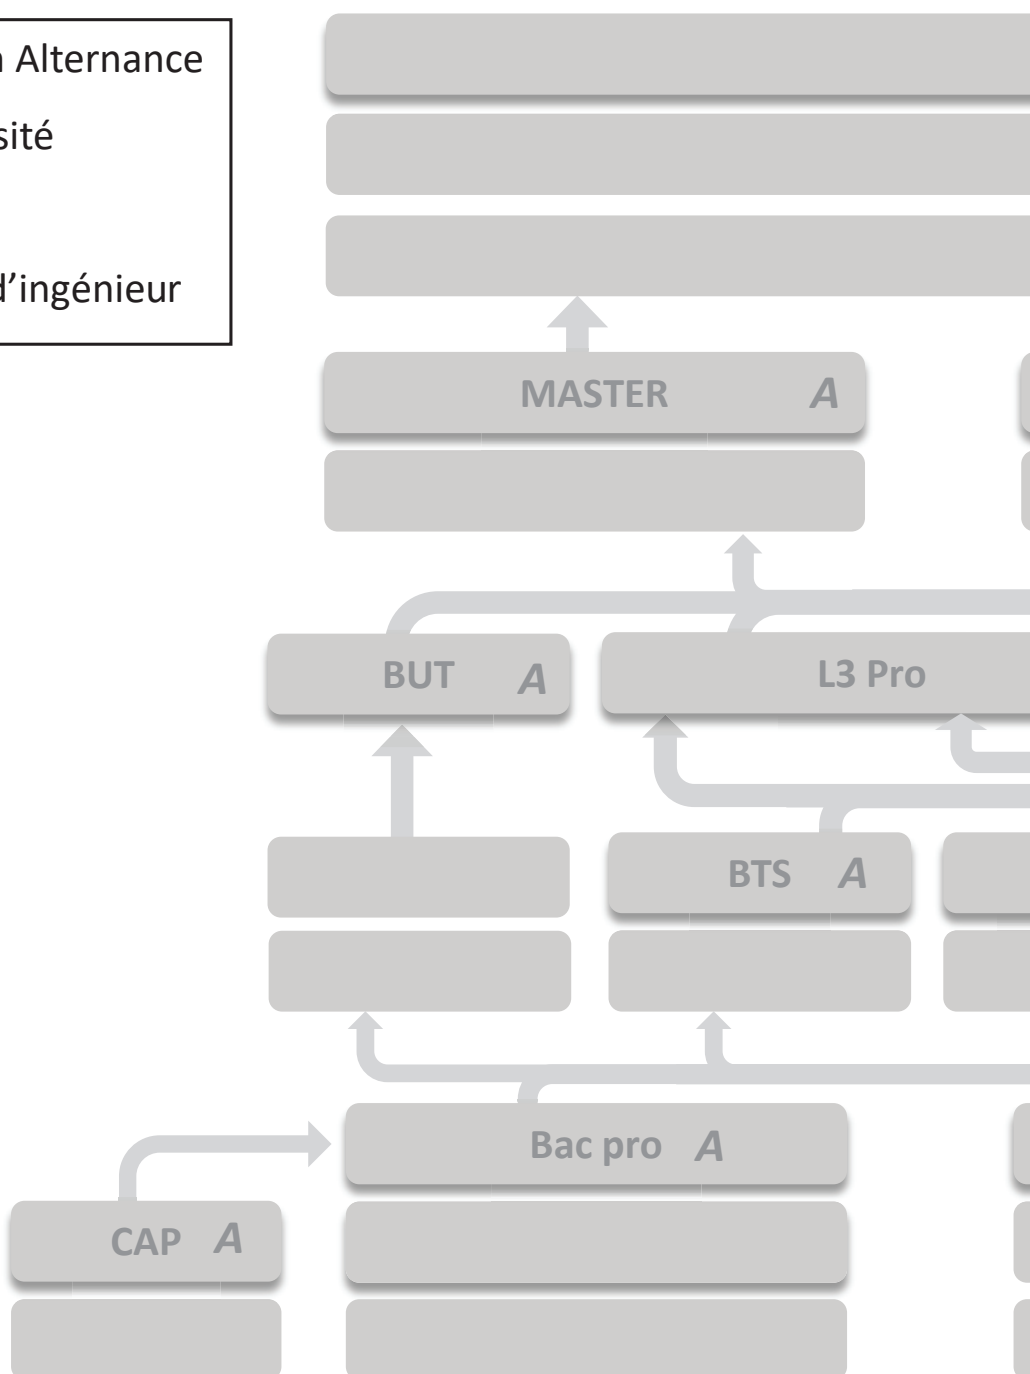 Alternance
sité
d'ingénieur
MASTER A
BUT A
L3 Pro
BTS A
Bac pro A
CAP A